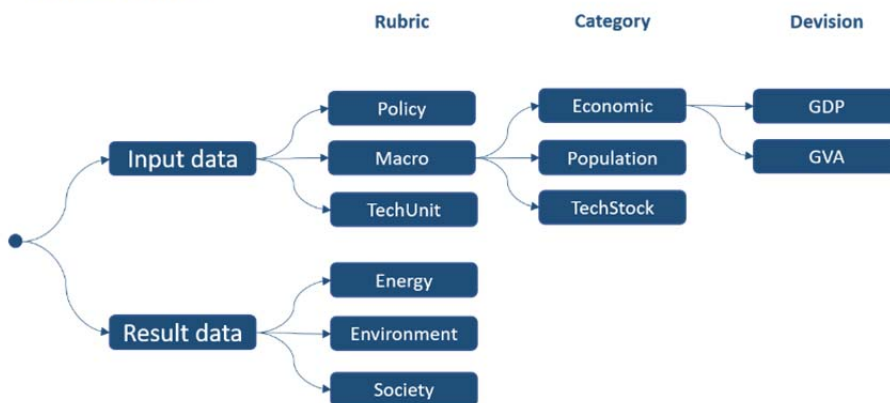 Rubric
Category
Devision
Policy
Economic
GDP
Input data
Macro
Population
GVA
TechUnit
TechStock
Energy
Result data
Environment
Society